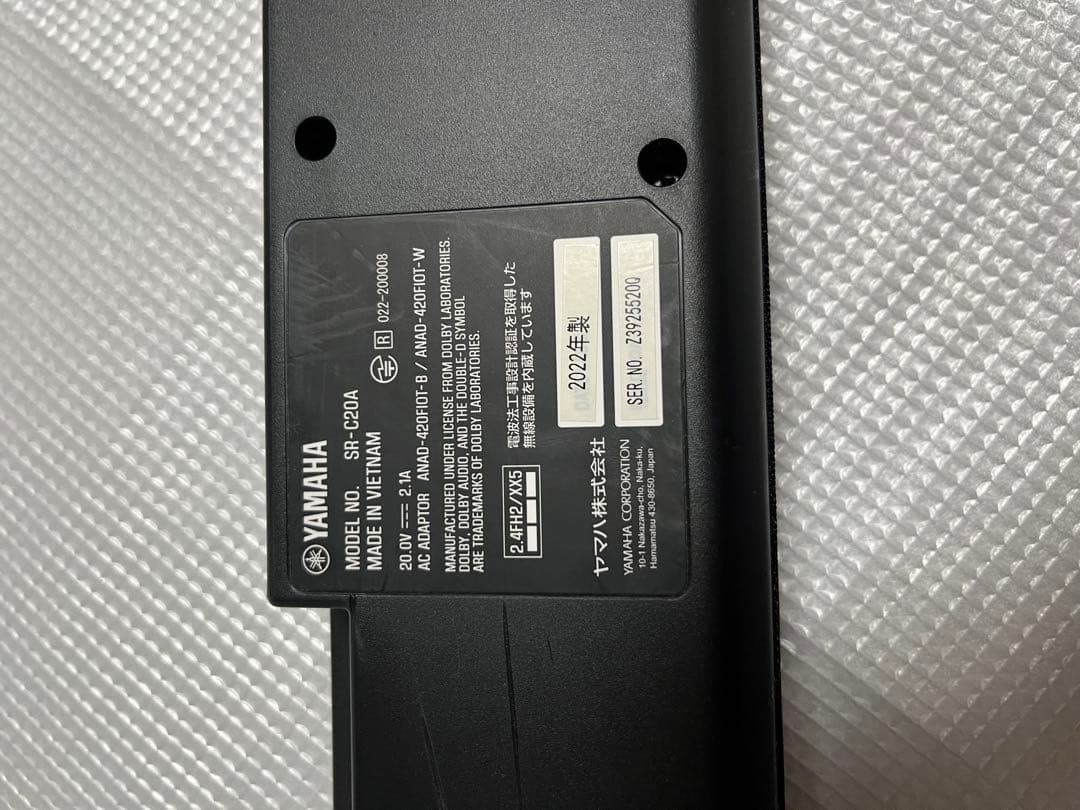 YAMAHA
MODEL NO. SR-C20A
MADE IN VIETNAM
R 022-200008
20.0V 2.1A
AC ADAPTOR ANAD-420FIOT-B / ANAD-420FIOT-W
MANUFACTURED UNDER LICENSE FROM DOLBY LABORATORIES.
DOLBY, DOLBY AUDIO, AND THE DOUBLE-D SYMBOL
ARE TRADEMARKS OF DOLBY LABORATORIES.
2.4FH2/XX5
電波法工事設計認証を取得した
無線設備を内蔵しています
2022年製
ヤマハ株式会社
YAMAHA CORPORATION
10-1 Nakazawa-cho, Naka-ku,
Hamamatsu 430-8650, Japan
SER. NO. Z39255200